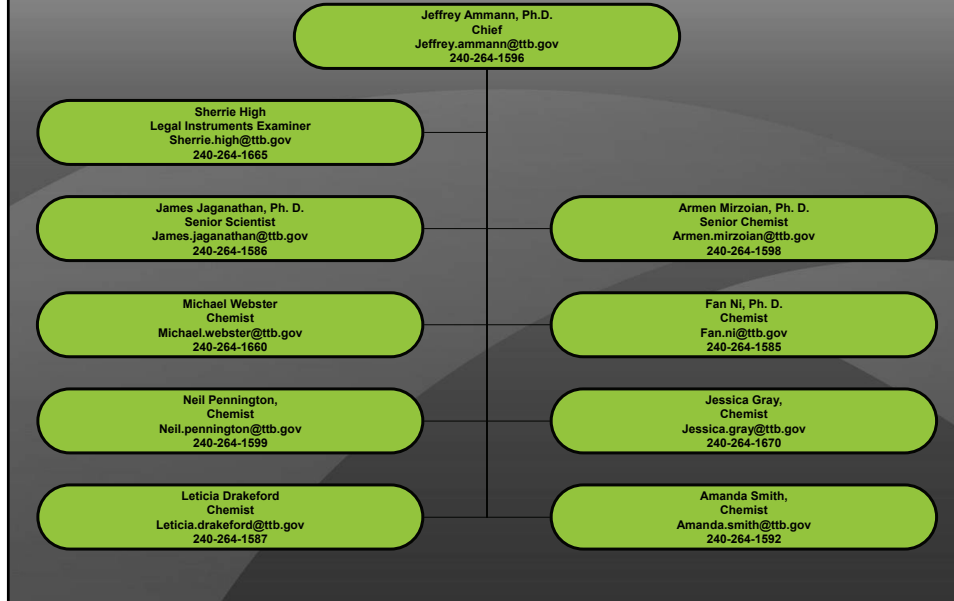 Jeffrey Ammann, Ph.D.
Chief
Jeffrey.ammann@ttb.gov
240-264-1596
Sherrie High
Legal Instruments Examiner
Sherrie.high@ttb.gov
240-264-1665
James Jaganathan, Ph. D.
Senior Scientist
James.jaganathan@ttb.gov
240-264-1586
Armen Mirzoian, Ph. D.
Senior Chemist
Armen.mirzoian@ttb.gov
240-264-1598
Michael Webster
Chemist
Michael.webster@ttb.gov
240-264-1660
Fan Ni, Ph. D.
Chemist
Fan.ni@ttb.gov
240-264-1585
Neil Pennington,
Chemist
Neil.pennington@ttb.gov
240-264-1599
Jessica Gray,
Chemist
Jessica.gray@ttb.gov
240-264-1670
Leticia Drakeford
Chemist
Leticia.drakeford@ttb.gov
240-264-1587
Amanda Smith,
Chemist
Amanda.smith@ttb.gov
240-264-1592